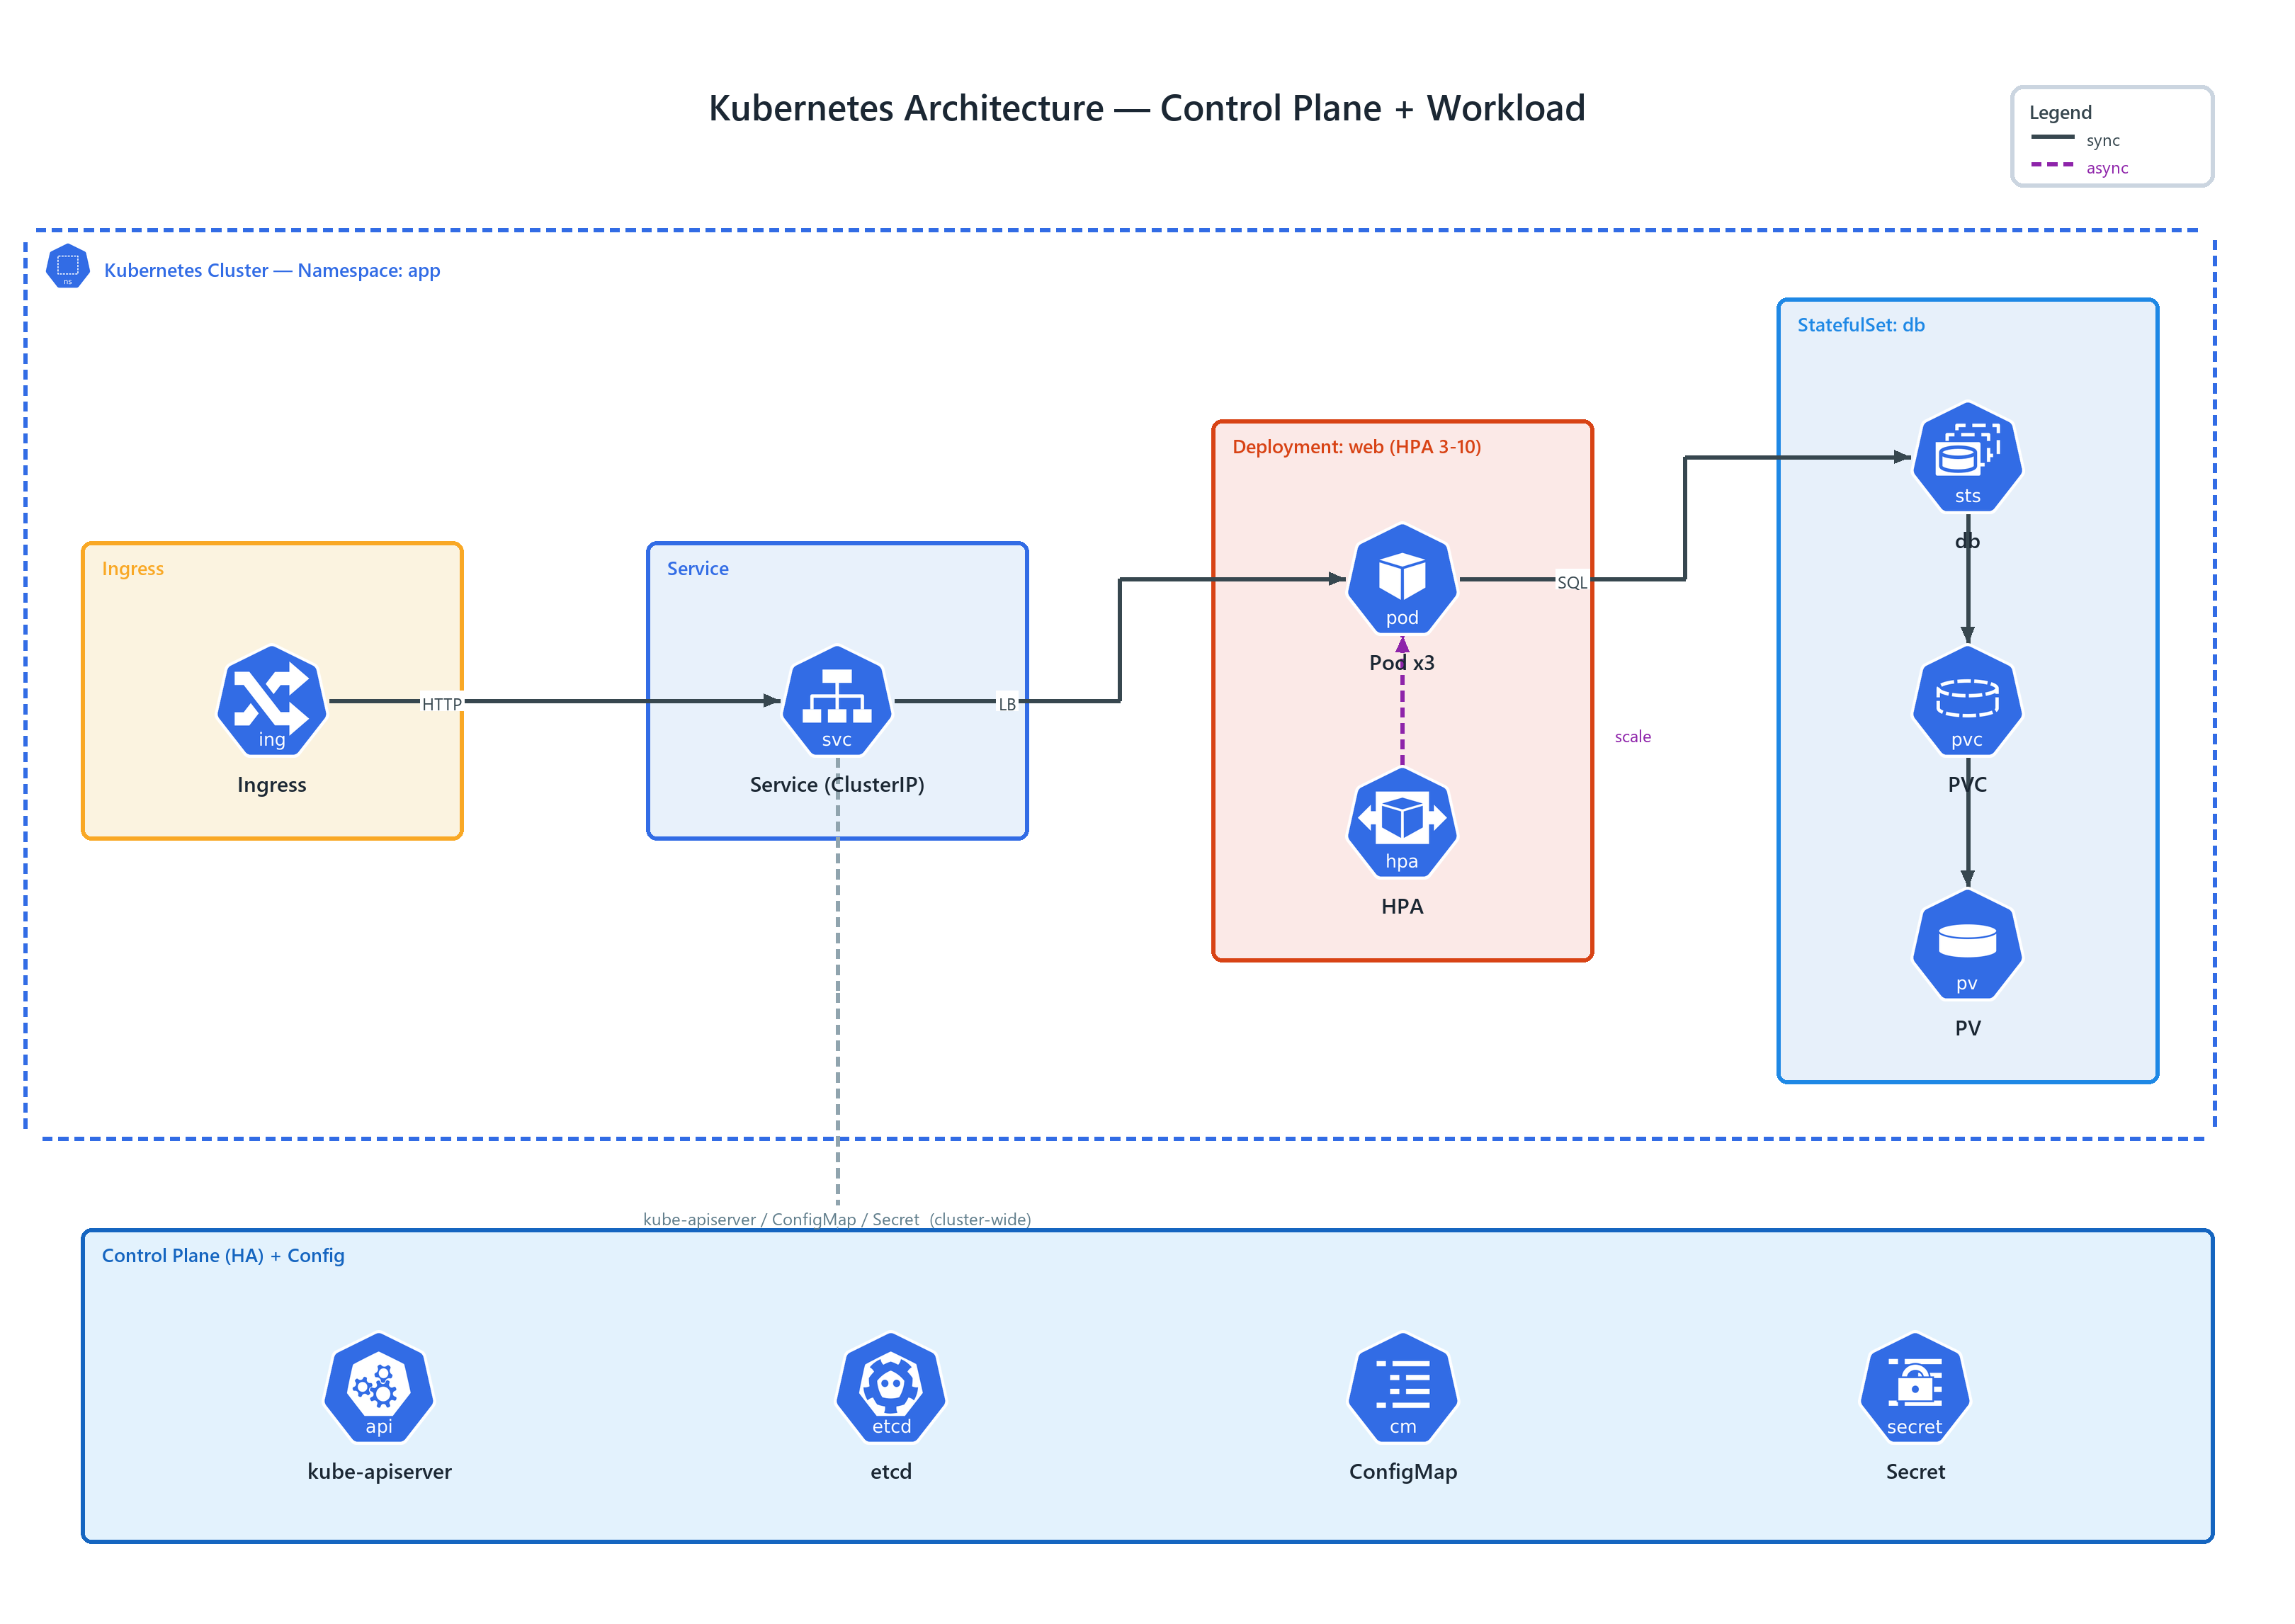 Kubernetes Architecture — Control Plane + Workload
Legend
sync
async
ns
Kubernetes Cluster — Namespace: app
Ingress
ing
Ingress
HTTP
Service
svc
Service (ClusterIP)
LB
Deployment: web (HPA 3-10)
pod
Pod x3
SQL
scale
hpa
HPA
StatefulSet: db
sts
db
pvc
PVC
pv
PV
kube-apiserver / ConfigMap / Secret (cluster-wide)
Control Plane (HA) + Config
api
kube-apiserver
etcd
etcd
cm
ConfigMap
secret
Secret